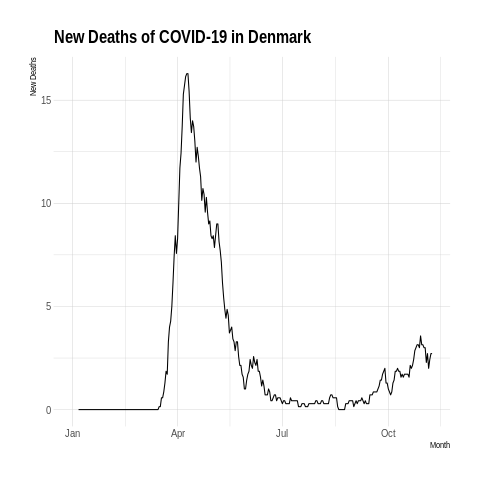 New Deaths of COVID-19 in Denmark
New Deaths
15
10
5
0
Jan Apr Jul Oct
Month